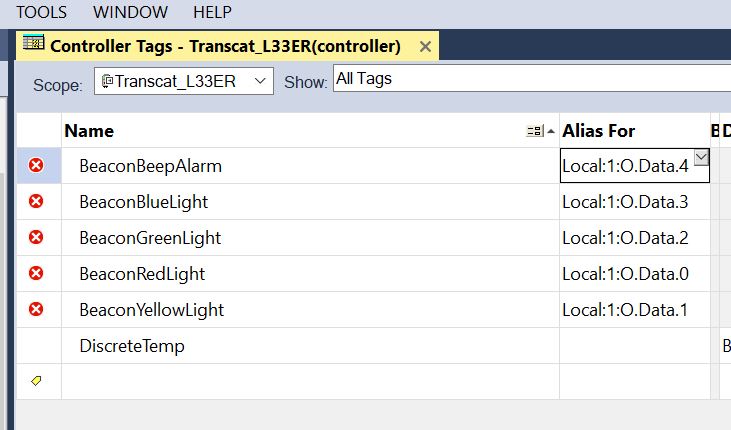 TOOLS WINDOW HELP
Controller Tags - Transcat_L33ER(controller)
Scope: Transcat_L33ER Show: All Tags
Name Alias For
BeaconBeepAlarm Local:1:O.Data.4
BeaconBlueLight Local:1:O.Data.3
BeaconGreenLight Local:1:O.Data.2
BeaconRedLight Local:1:O.Data.0
BeaconYellowLight Local:1:O.Data.1
DiscreteTemp